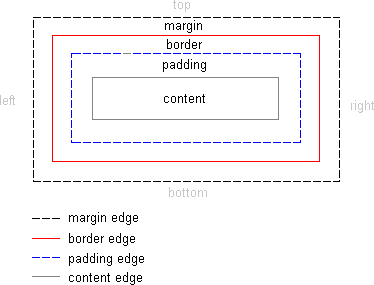 top
margin
border
padding
left
content
right
bottom
margin edge
border edge
padding edge
content edge